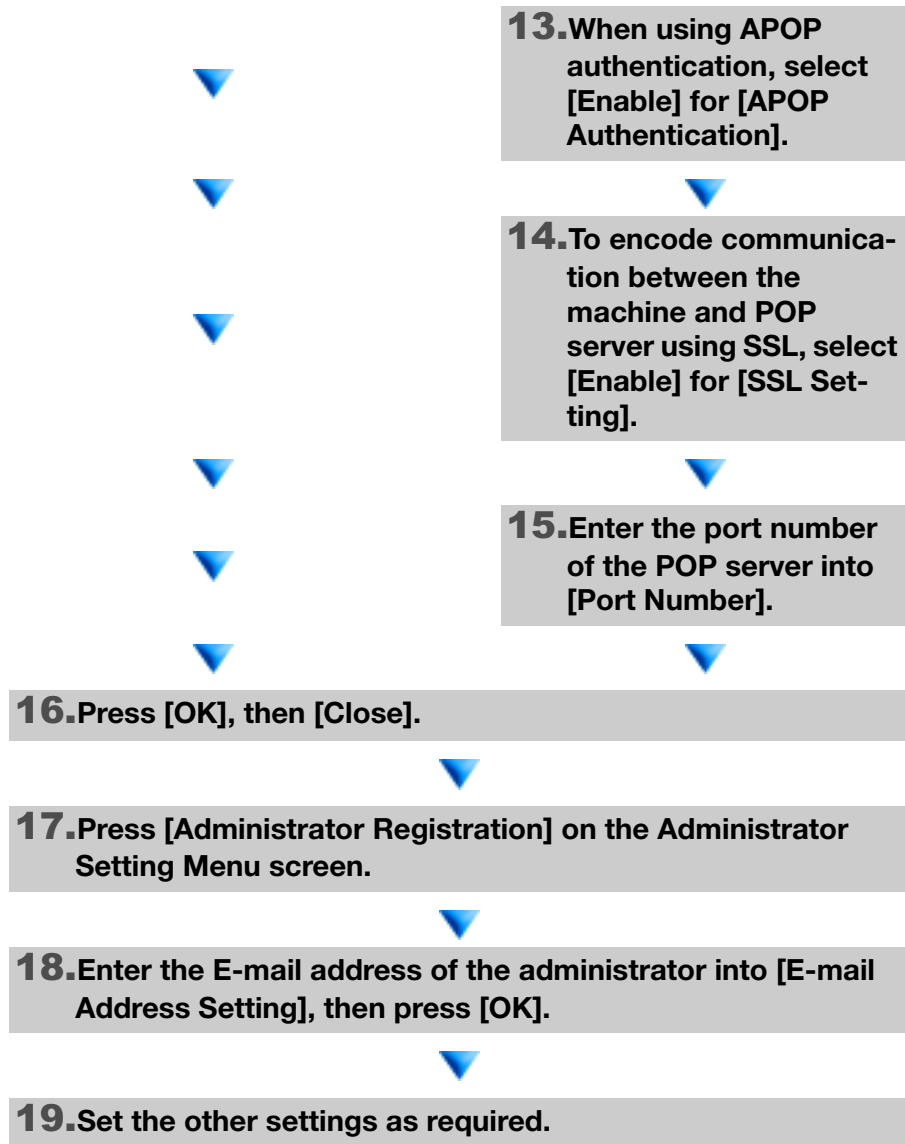 13.When using APOP
authentication, select
[Enable] for [APOP
Authentication].
14.To encode communica-
tion between the
machine and POP
server using SSL, select
[Enable] for [SSL Set-
ting].
15.Enter the port number
of the POP server into
[Port Number].
16.Press [OK], then [Close].
17.Press [Administrator Registration] on the Administrator
Setting Menu screen.
18.Enter the E-mail address of the administrator into [E-mail
Address Setting], then press [OK].
19.Set the other settings as required.